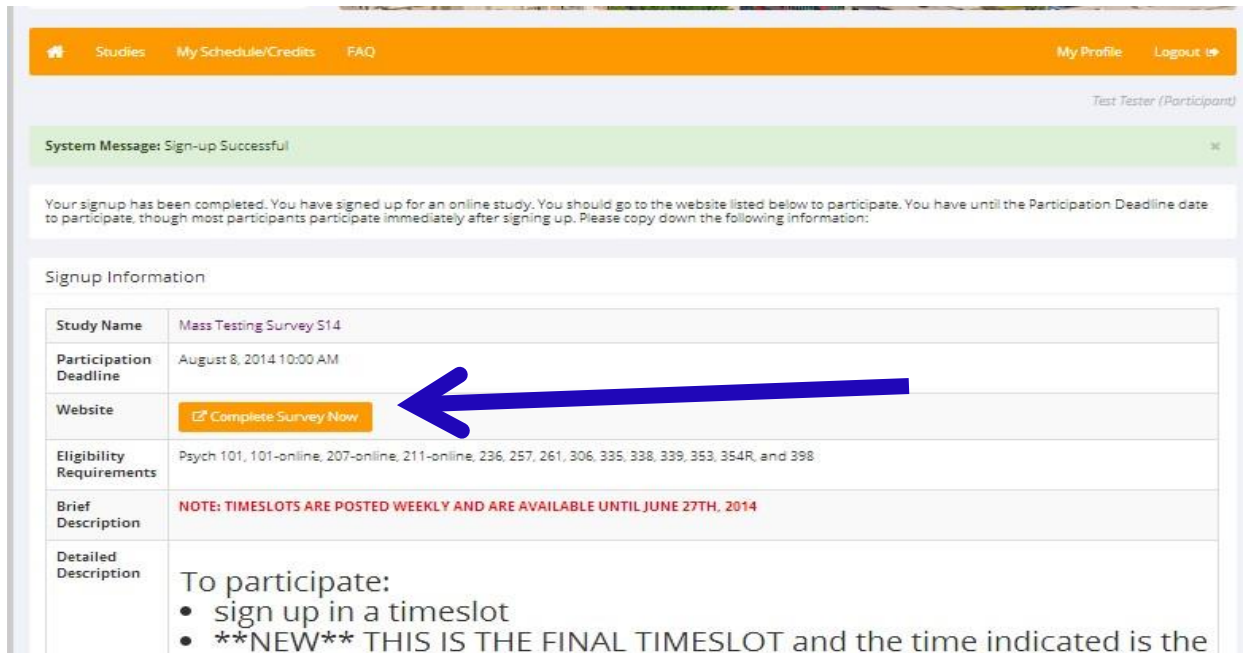 Studies My Schedule/Credits FAQ My Profile Logout
Test Tester (Participant)
System Message: Sign-up Successful ×
Your signup has been completed. You have signed up for an online study. You should go to the website listed below to participate. You have until the Participation Deadline date
to participate, though most participants participate immediately after signing up. Please copy down the following information:
Signup Information
Study Name Mass Testing Survey S14
Participation August 8, 2014 10:00 AM
Deadline
Website Complete Survey Now
Eligibility Psych 101, 101-online, 207-online, 211-online, 236, 257, 261, 306, 335, 338, 339, 353, 354R, and 398
Requirements
Brief NOTE: TIMESLOTS ARE POSTED WEEKLY AND ARE AVAILABLE UNTIL JUNE 27TH, 2014
Description
Detailed
Description
To participate:
• sign up in a timeslot
• **NEW** THIS IS THE FINAL TIMESLOT and the time indicated is the